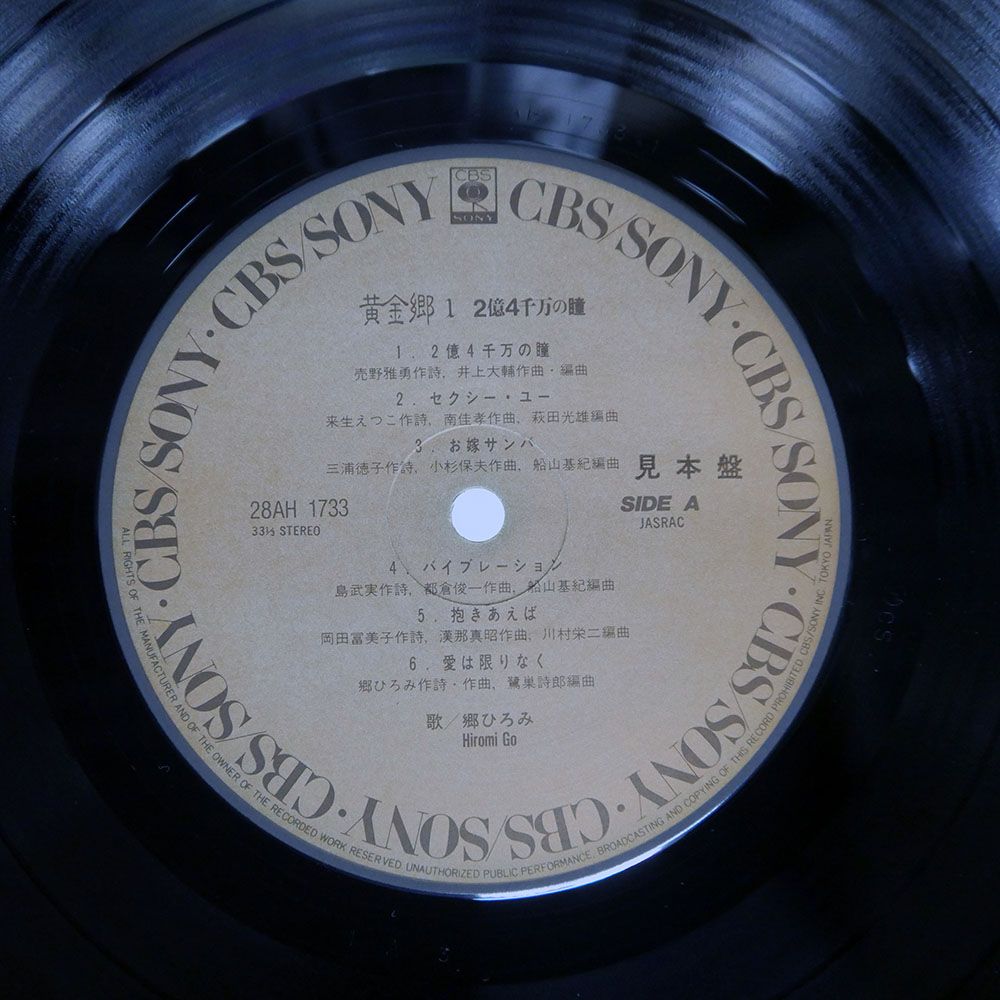 CBS
SONY
CBS/SONY · CBS/SONY · CBS/SONY · CBS/SONY · CBS/SONY · CBS/SONY · CBS/SONY · CBS/SONY
黄金郷 1 2億4千万の瞳
1. 2億4千万の瞳
売野雅勇作詩, 井上大輔作曲・編曲
2. セクシー・ユー
来生えつこ作詩, 南佳孝作曲, 萩田光雄編曲
3. お嫁サンバ
三浦徳子作詩, 小杉保夫作曲, 船山基紀編曲
見本盤
28AH 1733
33⅓ STEREO
SIDE A
JASRAC
4. バイブレーション
島武実作詩, 都倉俊一作曲, 船山基紀編曲
5. 抱きあえば
岡田冨美子作詩, 漢那真昭作曲, 川村栄二編曲
6. 愛は限りなく
郷ひろみ作詩・作曲, 鷺巣詩郎編曲
歌/郷ひろみ
Hiromi Go
ALL RIGHTS OF THE MANUFACTURER AND OF THE OWNER OF THE RECORDED WORK RESERVED. UNAUTHORIZED PUBLIC PERFORMANCE. BROADCASTING AND COPYING OF THIS RECORD PROHIBITED. CBS/SONY INC. TOKYO JAPAN.